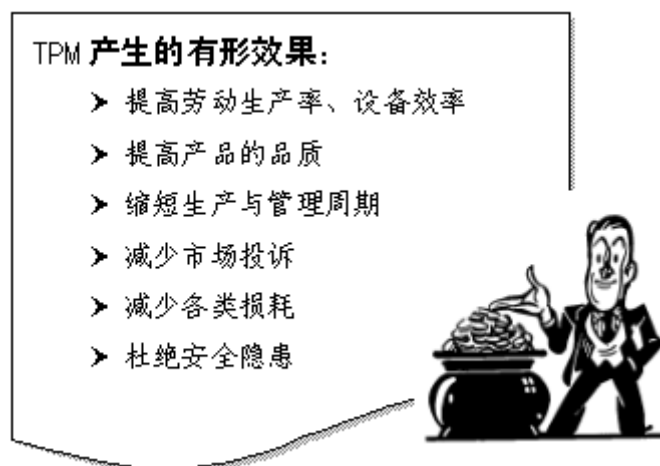 TPM 产生的有形效果:
➤ 提高劳动生产率、设备效率
➤ 提高产品的品质
➤ 缩短生产与管理周期
➤ 减少市场投诉
➤ 减少各类损耗
➤ 杜绝安全隐患